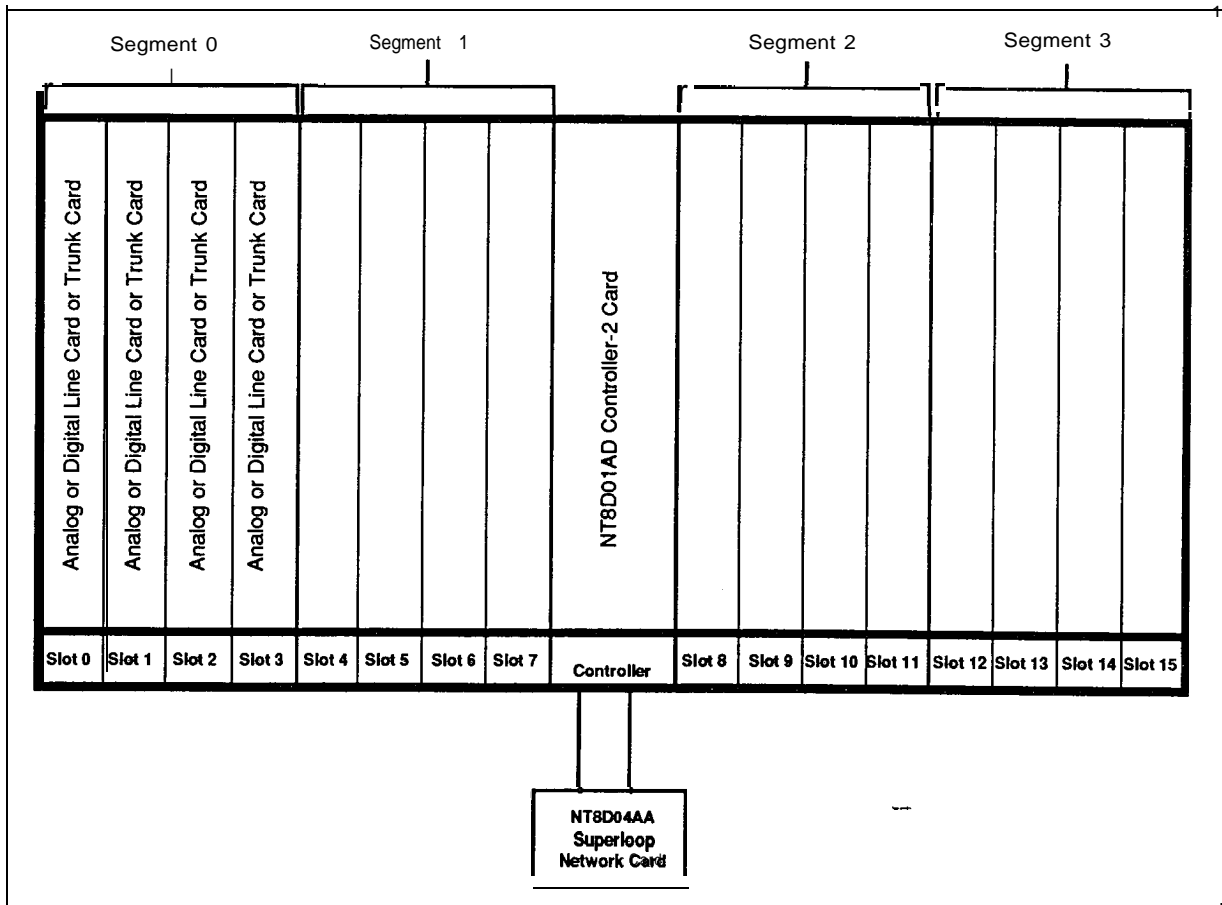 Segment 0
Segment 1
Segment 2
Segment 3
Analog or Digital Line Card or Trunk Card
Analog or Digital Line Card or Trunk Card
Analog or Digital Line Card or Trunk Card
Analog or Digital Line Card or Trunk Card
NT8D01AD Controller-2 Card
Slot 0
Slot 1
Slot 2
Slot 3
Slot 4
Slot 5
Slot 6
Slot 7
Controller
Slot 8
Slot 9
Slot 10
Slot 11
Slot 12
Slot 13
Slot 14
Slot 15
NT8D04AA
Superloop
Network Card